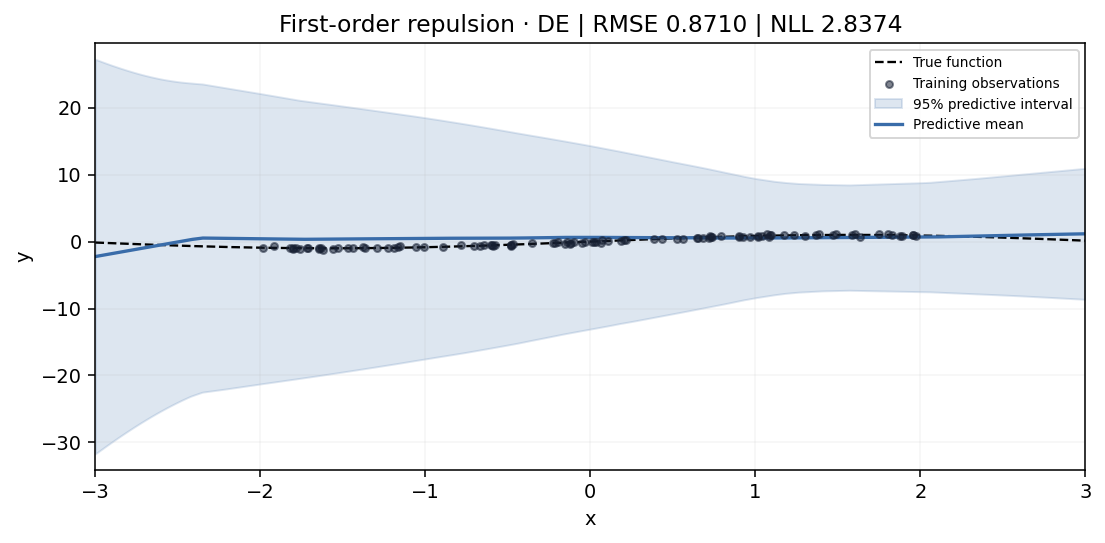 First-order repulsion · DE | RMSE 0.8710 | NLL 2.8374
True function
Training observations
95% predictive interval
Predictive mean
20
10
0
−10
−20
−30
y
−3
−2
−1
0
1
2
3
x